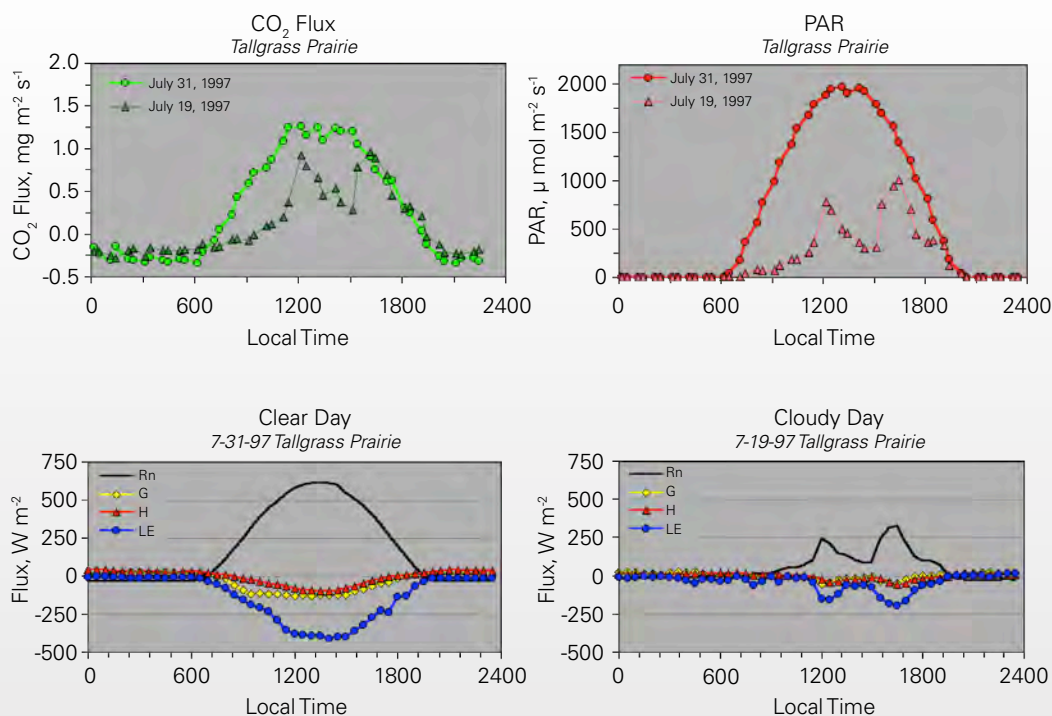 CO₂ Flux
Tallgrass Prairie
CO₂ Flux, mg m⁻² s⁻¹
2.0
1.5
1.0
0.5
0.0
-0.5
July 31, 1997
July 19, 1997
0 600 1200 1800 2400
Local Time
PAR
Tallgrass Prairie
PAR, µ mol m⁻² s⁻¹
2000
1500
1000
500
0
July 31, 1997
July 19, 1997
0 600 1200 1800 2400
Local Time
Clear Day
7-31-97 Tallgrass Prairie
Flux, W m⁻²
750
500
250
0
-250
-500
Rn
G
H
LE
0 600 1200 1800 2400
Local Time
Cloudy Day
7-19-97 Tallgrass Prairie
Flux, W m⁻²
750
500
250
0
-250
-500
Rn
G
H
LE
0 600 1200 1800 2400
Local Time